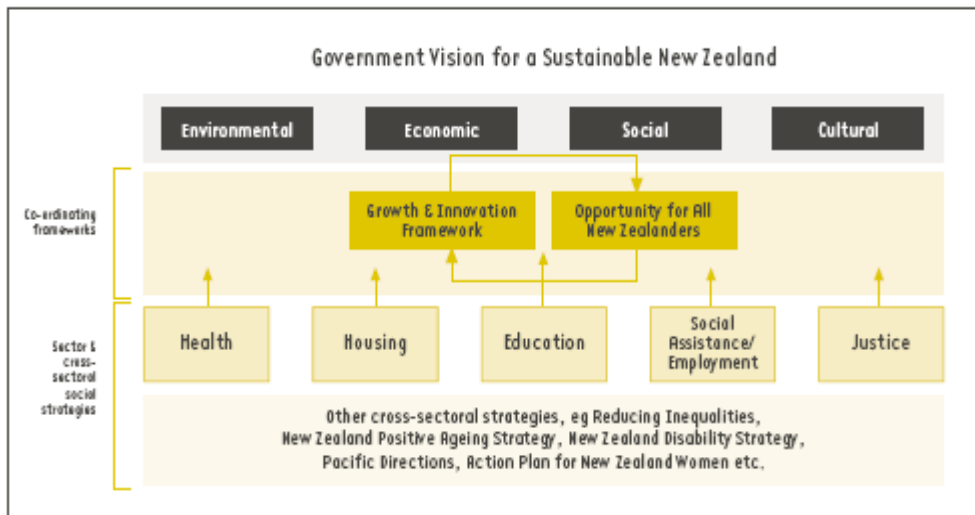 Government Vision for a Sustainable New Zealand
Environmental
Economic
Social
Cultural
Co-ordinating
frameworks
Growth & Innovation
Framework
Opportunity for All
New Zealanders
Sector &
cross-
sectoral
social
strategies
Health
Housing
Education
Social
Assistance/
Employment
Justice
Other cross-sectoral strategies, eg Reducing Inequalities,
New Zealand Positive Ageing Strategy, New Zealand Disability Strategy,
Pacific Directions, Action Plan for New Zealand Women etc.